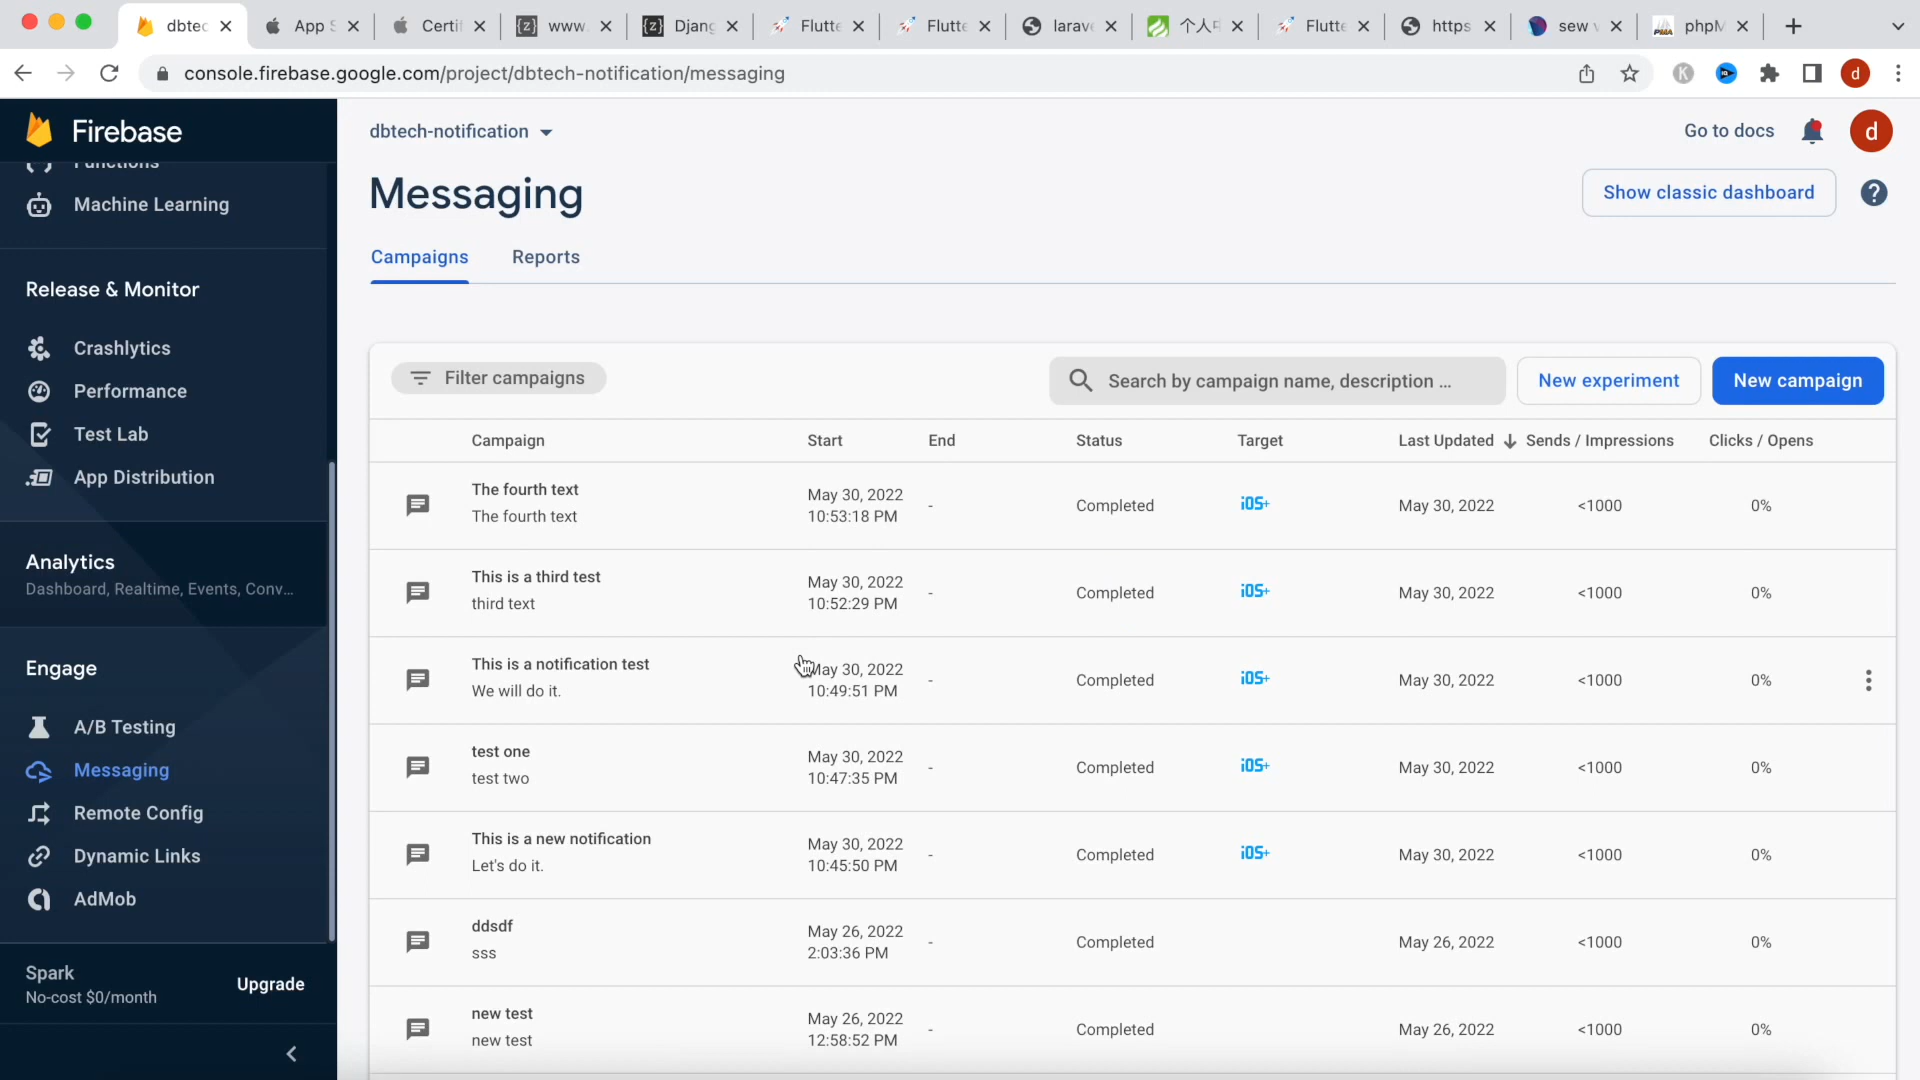 dbtec
App S
Certif
www.
Djang
Flutte
Flutte
larave
个人中
Flutte
https
sew v
phpM
console.firebase.google.com/project/dbtech-notification/messaging
d
Firebase
dbtech-notification
Go to docs
d
Functions
Machine Learning
Messaging
Show classic dashboard
?
Campaigns
Reports
Release & Monitor
Crashlytics
Performance
Test Lab
App Distribution
Analytics
Dashboard, Realtime, Events, Conv...
Engage
A/B Testing
Messaging
Remote Config
Dynamic Links
AdMob
Spark
No-cost $0/month
Upgrade
Filter campaigns
Search by campaign name, description ...
New experiment
New campaign
Campaign Start End Status Target Last Updated Sends / Impressions Clicks / Opens
The fourth text
The fourth text
May 30, 2022
10:53:18 PM
-
Completed
iOS+
May 30, 2022
<1000
0%
This is a third test
third text
May 30, 2022
10:52:29 PM
-
Completed
iOS+
May 30, 2022
<1000
0%
This is a notification test
We will do it.
May 30, 2022
10:49:51 PM
-
Completed
iOS+
May 30, 2022
<1000
0%
test one
test two
May 30, 2022
10:47:35 PM
-
Completed
iOS+
May 30, 2022
<1000
0%
This is a new notification
Let's do it.
May 30, 2022
10:45:50 PM
-
Completed
iOS+
May 30, 2022
<1000
0%
ddsdf
sss
May 26, 2022
2:03:36 PM
-
Completed
May 26, 2022
<1000
0%
new test
new test
May 26, 2022
12:58:52 PM
-
Completed
May 26, 2022
<1000
0%